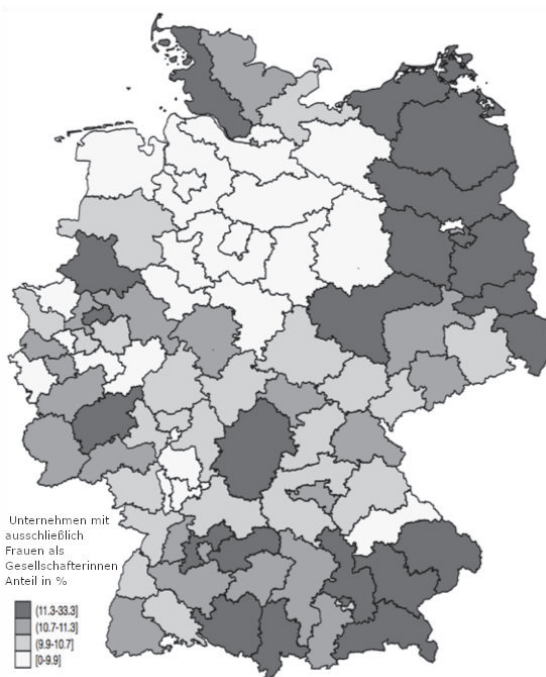 Unternehmen mit
ausschließlich
Frauen als
Gesellschafterinnen
Anteil in %
(11.3-33.3]
(10.7-11.3]
(9.9-10.7]
[0-9.9]